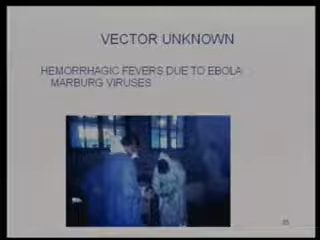 VECTOR UNKNOWN
HEMORRHAGIC FEVERS DUE TO EBOLA
MARBURG VIRUSES